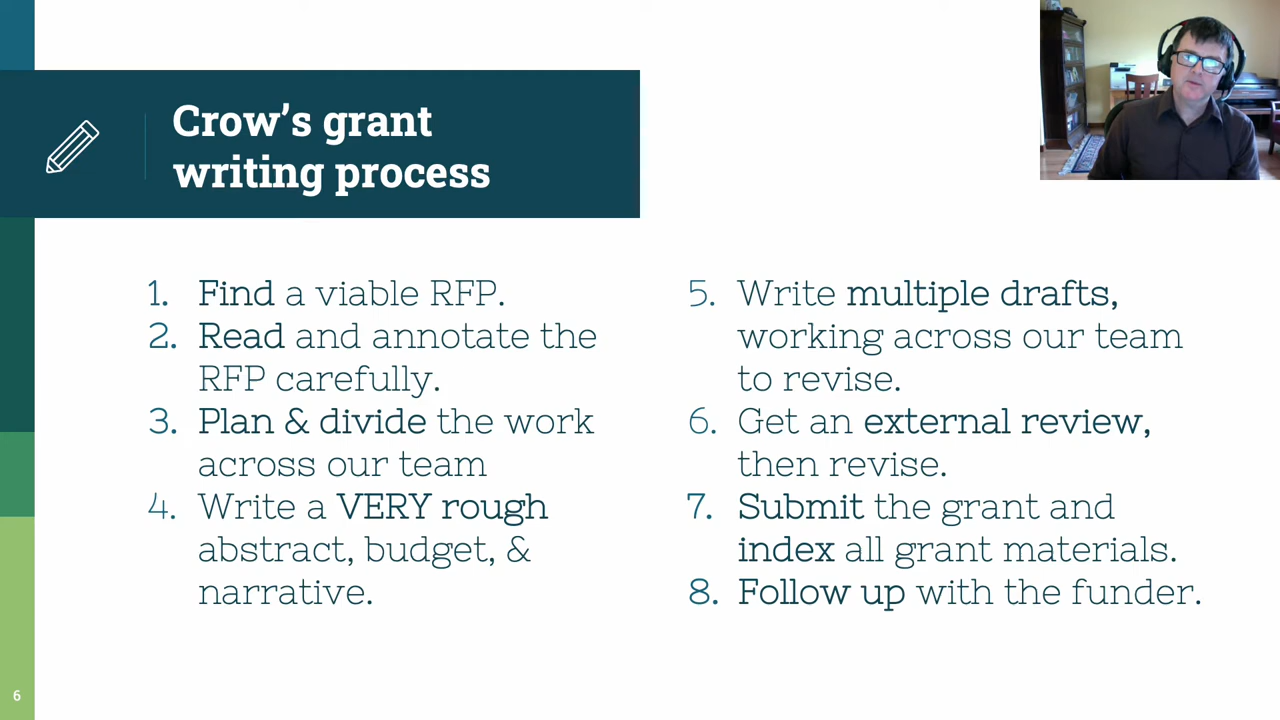 Crow’s grant
writing process
1. Find a viable RFP.
2. Read and annotate the
RFP carefully.
3. Plan & divide the work
across our team
4. Write a VERY rough
abstract, budget, &
narrative.
5. Write multiple drafts,
working across our team
to revise.
6. Get an external review,
then revise.
7. Submit the grant and
index all grant materials.
8. Follow up with the funder.
6